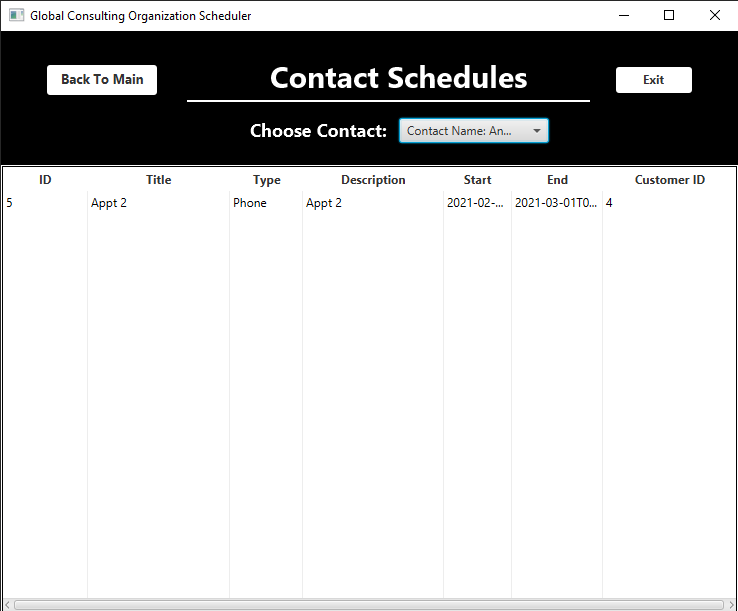 Global Consulting Organization Scheduler
Back To Main
Contact Schedules
Exit
Choose Contact:
Contact Name: An...
ID Title Type Description Start End Customer ID
5 Appt 2 Phone Appt 2 2021-02-... 2021-03-01T0... 4